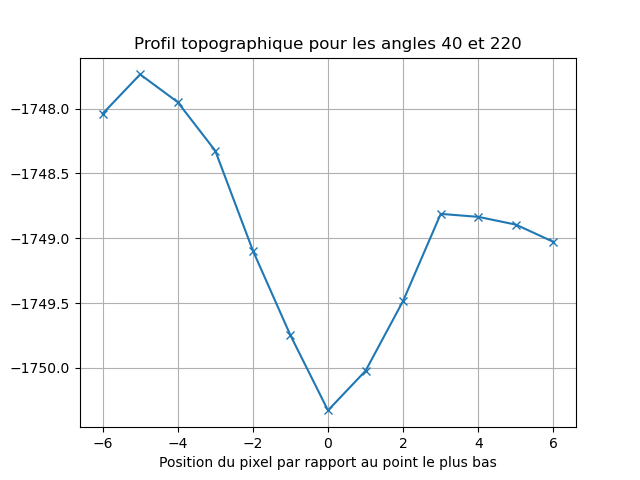 Profil topographique pour les angles 40 et 220
−1748.0
−1748.5
−1749.0
−1749.5
−1750.0
−6 −4 −2 0 2 4 6
Position du pixel par rapport au point le plus bas